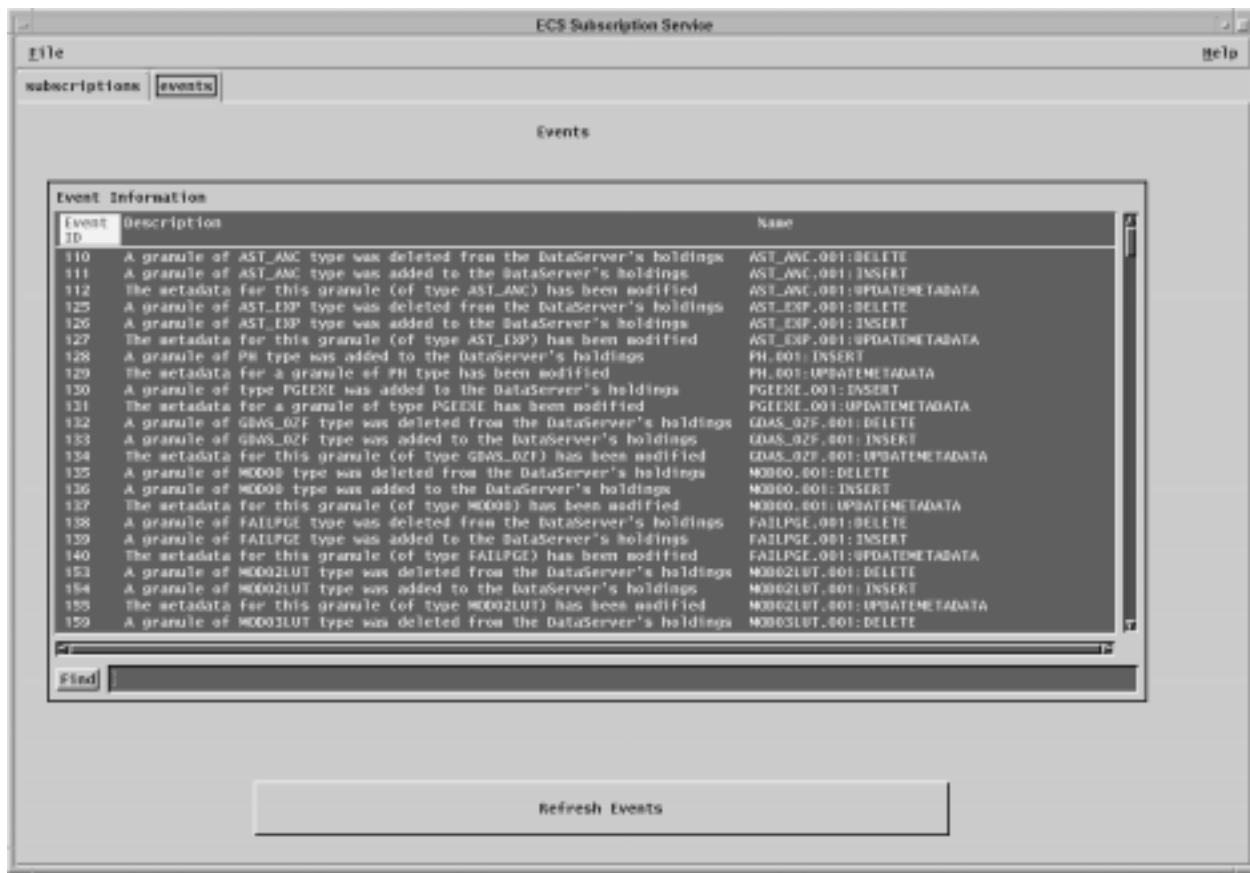 ECS Subscription Service
File Help
subscriptions events
Events
Event Information
Event Description Name
ID
110 A granule of AST_ANC type was deleted from the DataServer's holdings AST_ANC.001:DELETE
111 A granule of AST_ANC type was added to the DataServer's holdings AST_ANC.001:INSERT
112 The metadata for this granule (of type AST_ANC) has been modified AST_ANC.001:UPDATEMETADATA
125 A granule of AST_EXP type was deleted from the DataServer's holdings AST_EXP.001:DELETE
126 A granule of AST_EXP type was added to the DataServer's holdings AST_EXP.001:INSERT
127 The metadata for this granule (of type AST_EXP) has been modified AST_EXP.001:UPDATEMETADATA
128 A granule of PH type was added to the DataServer's holdings PH.001:INSERT
129 The metadata for a granule of PH type has been modified PH.001:UPDATEMETADATA
130 A granule of type PGEEXE was added to the DataServer's holdings PGEEXE.001:INSERT
131 The metadata for a granule of type PGEEXE has been modified PGEEXE.001:UPDATEMETADATA
132 A granule of GDAS_0ZF type was deleted from the DataServer's holdings GDAS_0ZF.001:DELETE
133 A granule of GDAS_0ZF type was added to the DataServer's holdings GDAS_0ZF.001:INSERT
134 The metadata for this granule (of type GDAS_0ZF) has been modified GDAS_0ZF.001:UPDATEMETADATA
135 A granule of MOD00 type was deleted from the DataServer's holdings MOD00.001:DELETE
136 A granule of MOD00 type was added to the DataServer's holdings MOD00.001:INSERT
137 The metadata for this granule (of type MOD00) has been modified MOD00.001:UPDATEMETADATA
138 A granule of FAILPGE type was deleted from the DataServer's holdings FAILPGE.001:DELETE
139 A granule of FAILPGE type was added to the DataServer's holdings FAILPGE.001:INSERT
140 The metadata for this granule (of type FAILPGE) has been modified FAILPGE.001:UPDATEMETADATA
153 A granule of MOD02LUT type was deleted from the DataServer's holdings MOD02LUT.001:DELETE
154 A granule of MOD02LUT type was added to the DataServer's holdings MOD02LUT.001:INSERT
155 The metadata for this granule (of type MOD02LUT) has been modified MOD02LUT.001:UPDATEMETADATA
159 A granule of MOD03LUT type was deleted from the DataServer's holdings MOD03LUT.001:DELETE
Find
Refresh Events